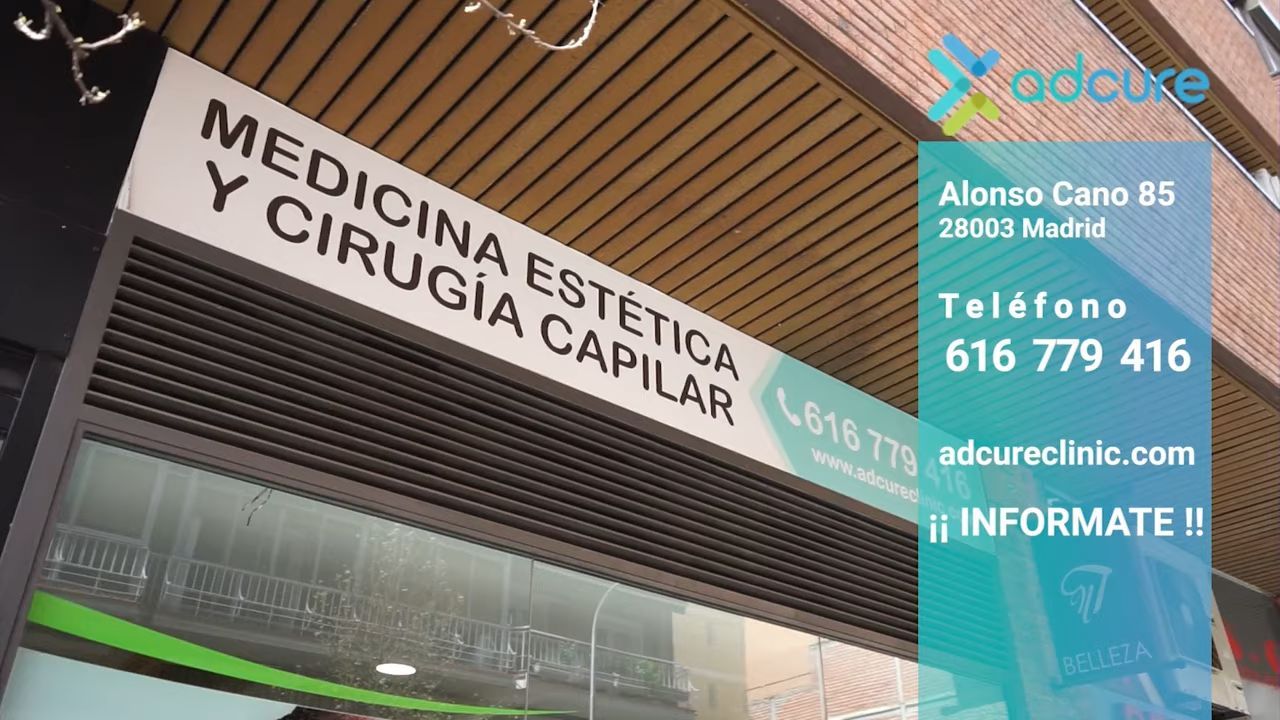 MEDICINA ESTÉTICA
Y CIRUGÍA CAPILAR
616 779 416
www.adcureclinic.co
adcure
Alonso Cano 85
28003 Madrid
Teléfono
616 779 416
adcureclinic.com
¡¡ INFORMATE !!
BELLEZA